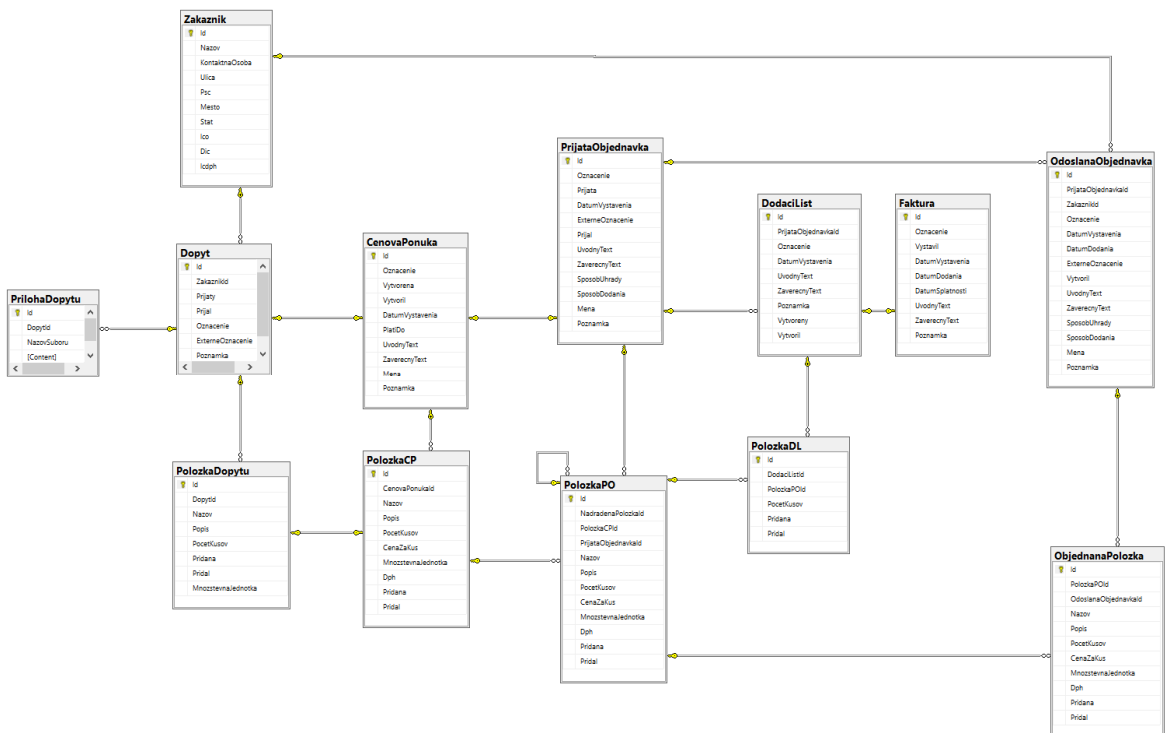 Zakaznik
Id
Nazov
KontaktnaOsoba
Ulica
Psc
Mesto
Stat
Ico
Dic
Icdph
PrilohaDopytu
Id
DopytId
NazovSuboru
[Content]
Dopyt
Id
ZakaznikId
Prijaty
Prijal
Oznacenie
ExterneOznacenie
Poznamka
PolozkaDopytu
Id
DopytId
Nazov
Popis
PocetKusov
Pridana
Pridal
MnozstevnaJednotka
CenovaPonuka
Id
Oznacenie
Vytvorena
Vytvoril
DatumVystavenia
PlatiDo
UvodnyText
ZaverecnyText
Mena
Poznamka
PolozkaCP
Id
CenovaPonukaId
Nazov
Popis
PocetKusov
CenaZaKus
MnozstevnaJednotka
Dph
Pridana
Pridal
PrijataObjednavka
Id
Oznacenie
Prijata
DatumVystavenia
ExterneOznacenie
Prijal
UvodnyText
ZaverecnyText
SposobUhrady
SposobDodania
Mena
Poznamka
PolozkaPO
Id
NadradenaPolozkaId
PolozkaCPId
PrijataObjednavkaId
Nazov
Popis
PocetKusov
CenaZaKus
MnozstevnaJednotka
Dph
Pridana
Pridal
DodaciList
Id
PrijataObjednavkaId
Oznacenie
DatumVystavenia
UvodnyText
ZaverecnyText
Poznamka
Vytvoreny
Vytvoril
PolozkaDL
Id
DodaciListId
PolozkaPOId
PocetKusov
Pridana
Pridal
Faktura
Id
Oznacenie
Vystavil
DatumVystavenia
DatumDodania
DatumSplatnosti
UvodnyText
ZaverecnyText
Poznamka
OdoslanaObjednavka
Id
PrijataObjednavkaId
ZakaznikId
Oznacenie
DatumVystavenia
DatumDodania
ExterneOznacenie
Vytvoril
UvodnyText
ZaverecnyText
SposobUhrady
SposobDodania
Mena
Poznamka
ObjednanaPolozka
Id
PolozkaPOId
OdoslanaObjednavkaId
Nazov
Popis
PocetKusov
CenaZaKus
MnozstevnaJednotka
Dph
Pridana
Pridal